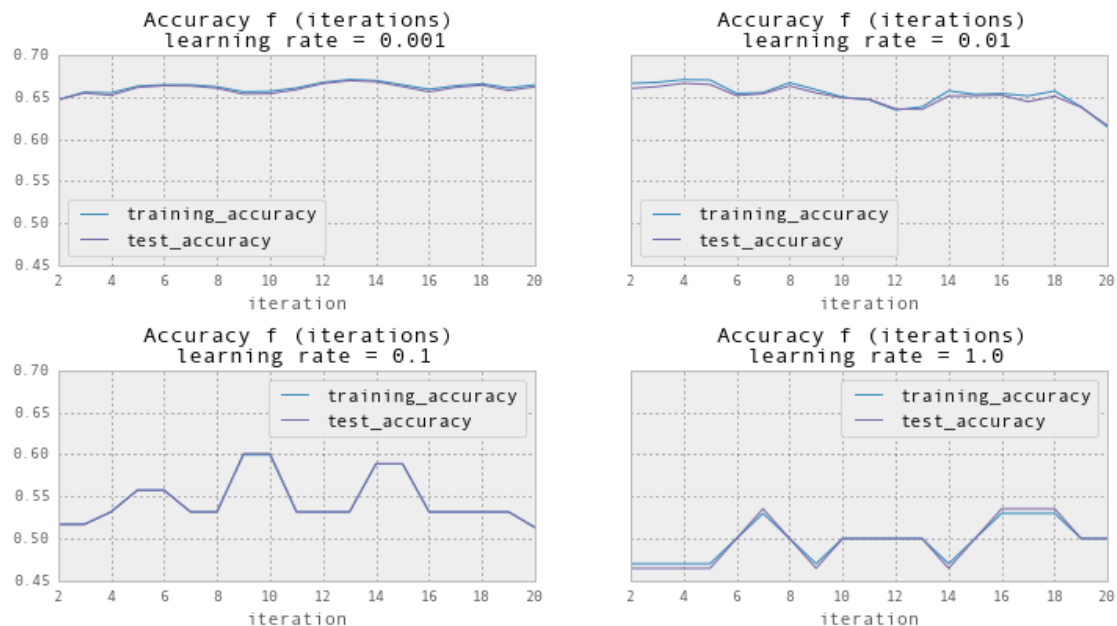 Accuracy f (iterations)
learning rate = 0.001
0.70
0.65
0.60
0.55
0.50
0.45
training_accuracy
test_accuracy
2 4 6 8 10 12 14 16 18 20
iteration
Accuracy f (iterations)
learning rate = 0.01
training_accuracy
test_accuracy
2 4 6 8 10 12 14 16 18 20
iteration
Accuracy f (iterations)
learning rate = 0.1
0.70
0.65
0.60
0.55
0.50
0.45
training_accuracy
test_accuracy
2 4 6 8 10 12 14 16 18 20
iteration
Accuracy f (iterations)
learning rate = 1.0
training_accuracy
test_accuracy
2 4 6 8 10 12 14 16 18 20
iteration